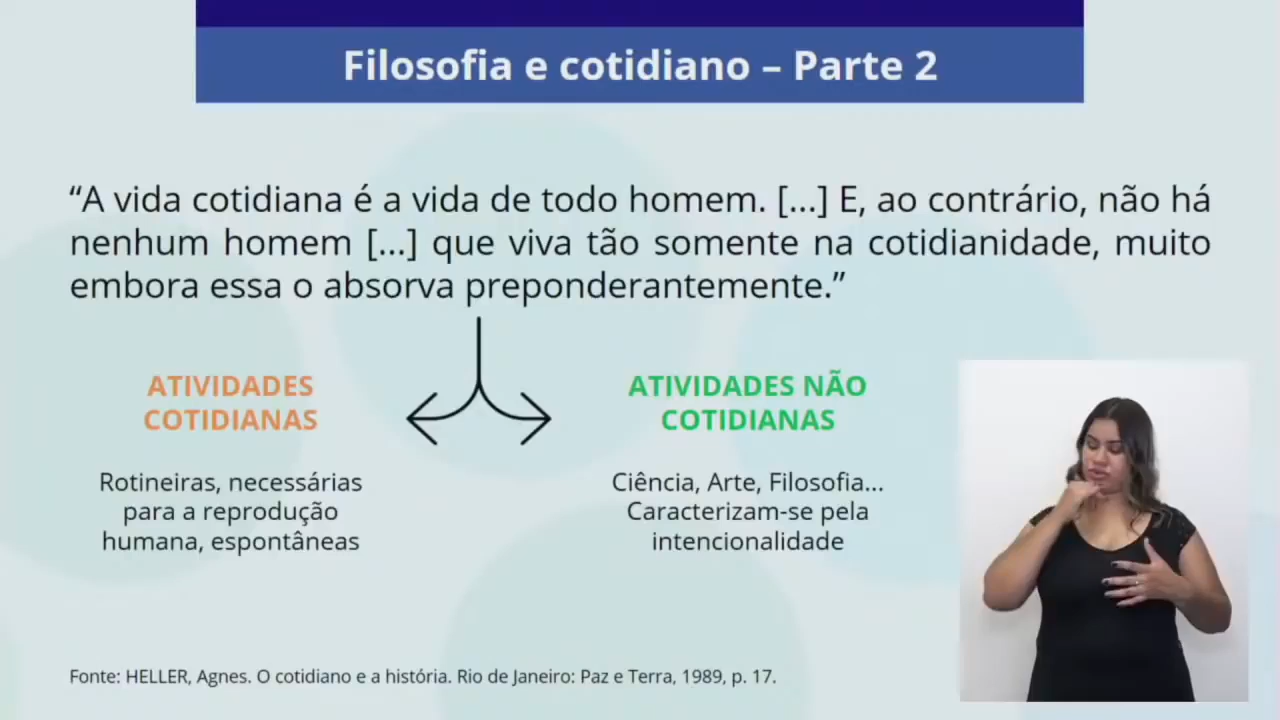 Filosofia e cotidiano – Parte 2
“A vida cotidiana é a vida de todo homem. [...] E, ao contrário, não há
nenhum homem [...] que viva tão somente na cotidianidade, muito
embora essa o absorva preponderantemente.”
ATIVIDADES
COTIDIANAS
Rotineiras, necessárias
para a reprodução
humana, espontâneas
ATIVIDADES NÃO
COTIDIANAS
Ciência, Arte, Filosofia...
Caracterizam-se pela
intencionalidade
Fonte: HELLER, Agnes. O cotidiano e a história. Rio de Janeiro: Paz e Terra, 1989, p. 17.